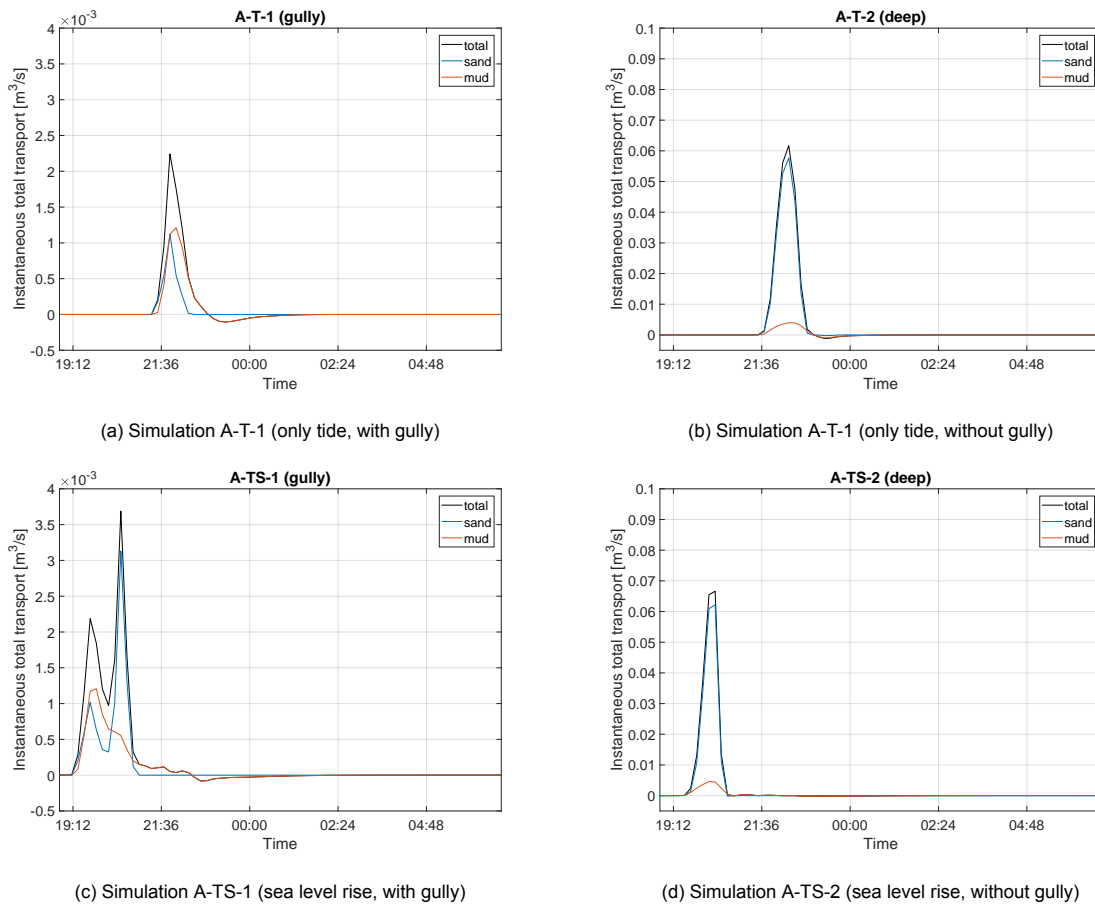 A-T-1 (gully)
×10-3
4
3.5
3
2.5
2
1.5
1
0.5
0
-0.5
Instantaneous total transport [m3/s]
total
sand
mud
19:12 21:36 00:00 02:24 04:48
Time
(a) Simulation A-T-1 (only tide, with gully)
A-T-2 (deep)
0.1
0.09
0.08
0.07
0.06
0.05
0.04
0.03
0.02
0.01
0
Instantaneous total transport [m3/s]
total
sand
mud
19:12 21:36 00:00 02:24 04:48
Time
(b) Simulation A-T-1 (only tide, without gully)
A-TS-1 (gully)
×10-3
4
3.5
3
2.5
2
1.5
1
0.5
0
-0.5
Instantaneous total transport [m3/s]
total
sand
mud
19:12 21:36 00:00 02:24 04:48
Time
(c) Simulation A-TS-1 (sea level rise, with gully)
A-TS-2 (deep)
0.1
0.09
0.08
0.07
0.06
0.05
0.04
0.03
0.02
0.01
0
Instantaneous total transport [m3/s]
total
sand
mud
19:12 21:36 00:00 02:24 04:48
Time
(d) Simulation A-TS-2 (sea level rise, without gully)